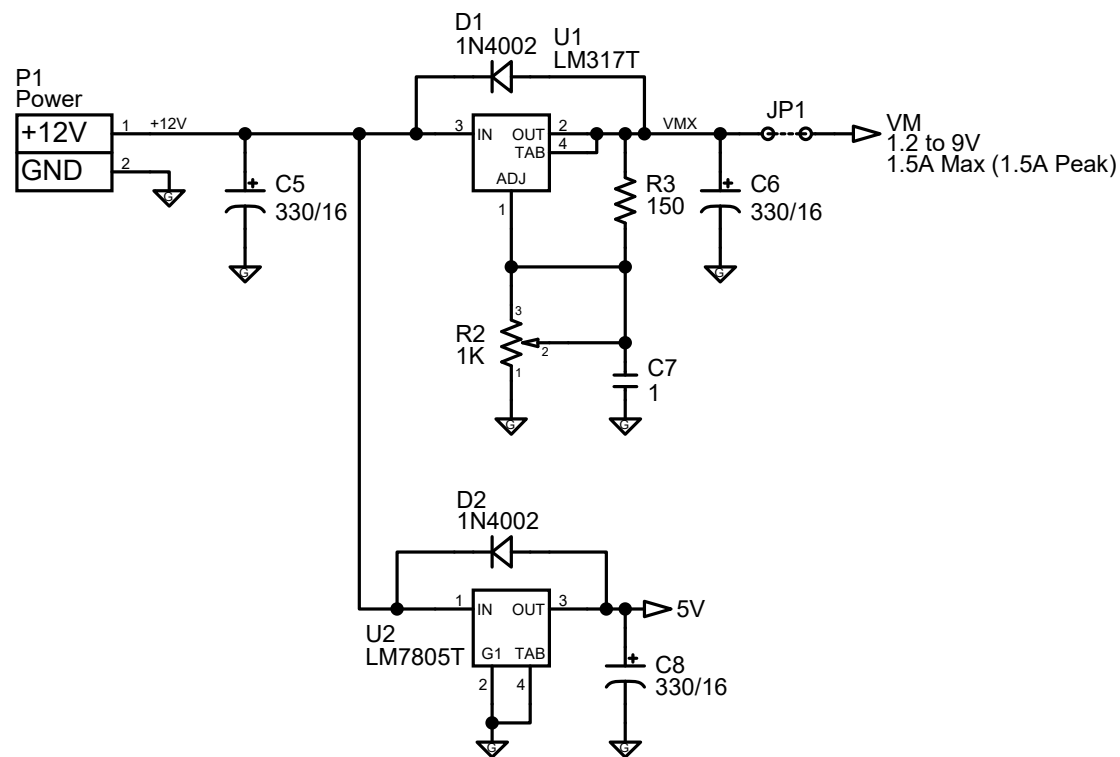 D1
1N4002
U1
LM317T
P1
Power
+12V
1
+12V
GND
2
G
C5
330/16
G
3
IN
OUT
2
TAB
4
ADJ
1
VMX
R3
150
C6
330/16
G
JP1
VM
1.2 to 9V
1.5A Max (1.5A Peak)
R2
1K
3
2
1
G
C7
1
G
D2
1N4002
1
IN
OUT
3
5V
U2
LM7805T
G1
TAB
2
4
G
C8
330/16
G